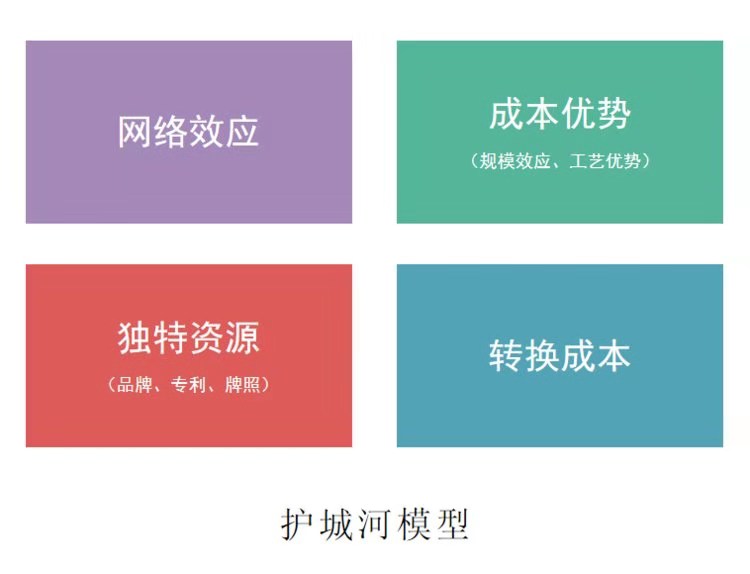 网络效应
成本优势
（规模效应、工艺优势）
独特资源
（品牌、专利、牌照）
转换成本
护城河模型